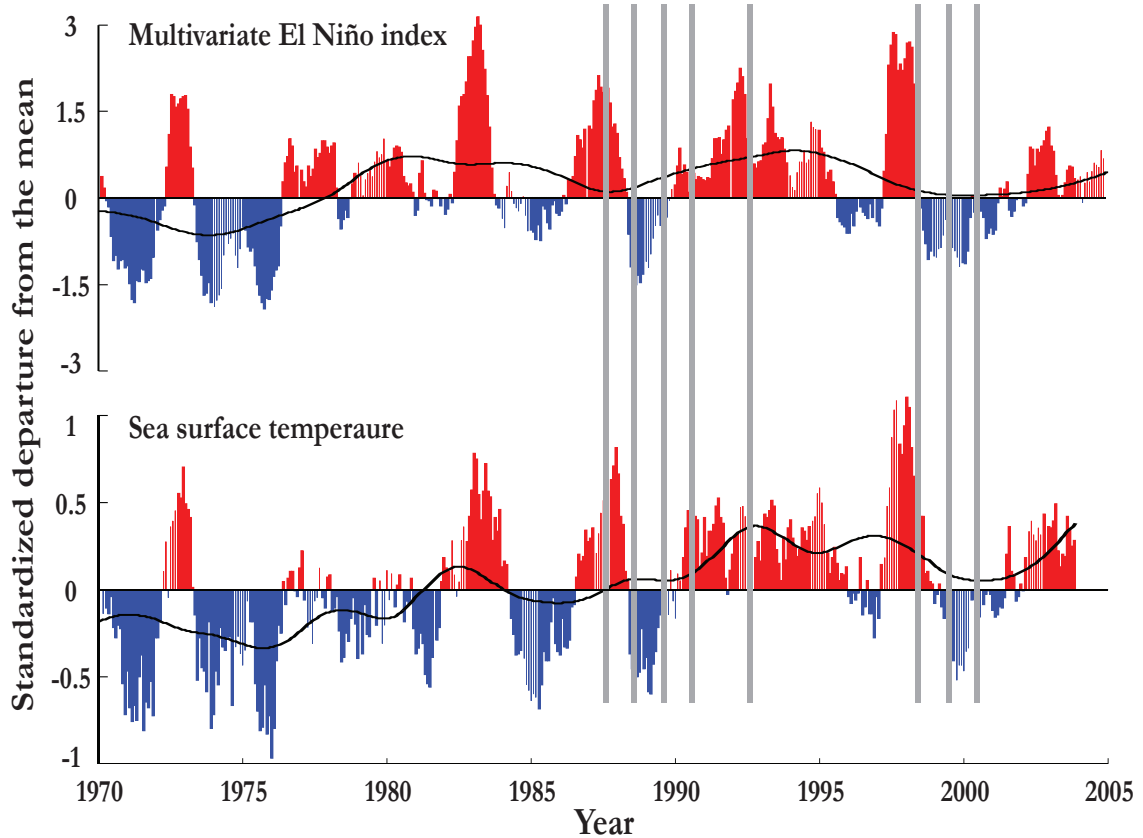 Standardized departure from the mean
Multivariate El Niño index
3
1.5
0
-1.5
-3
Sea surface temperaure
1
0.5
0
-0.5
-1
1970 1975 1980 1985 1990 1995 2000 2005
Year